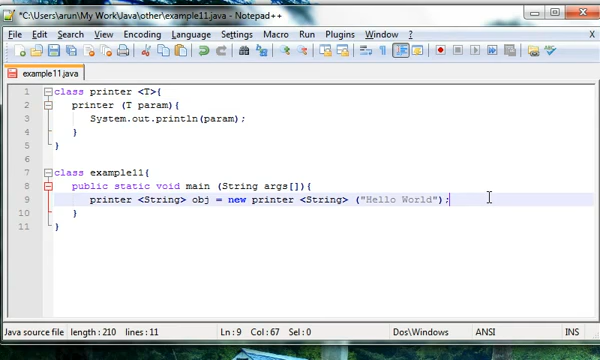 *C:\Users\arun\My Work\Java\other\example11.java - Notepad++
File Edit Search View Encoding Language Settings Macro Run Plugins Window ? X
example11.java
1 class printer <T>{
2 printer (T param){
3 System.out.println(param);
4 }
5 }
6
7 class example11{
8 public static void main (String args[]){
9 printer <String> obj = new printer <String> ("Hello World");
10 }
11 }
Java source file length : 210 lines : 11 Ln : 9 Col : 67 Sel : 0 Dos\Windows ANSI INS